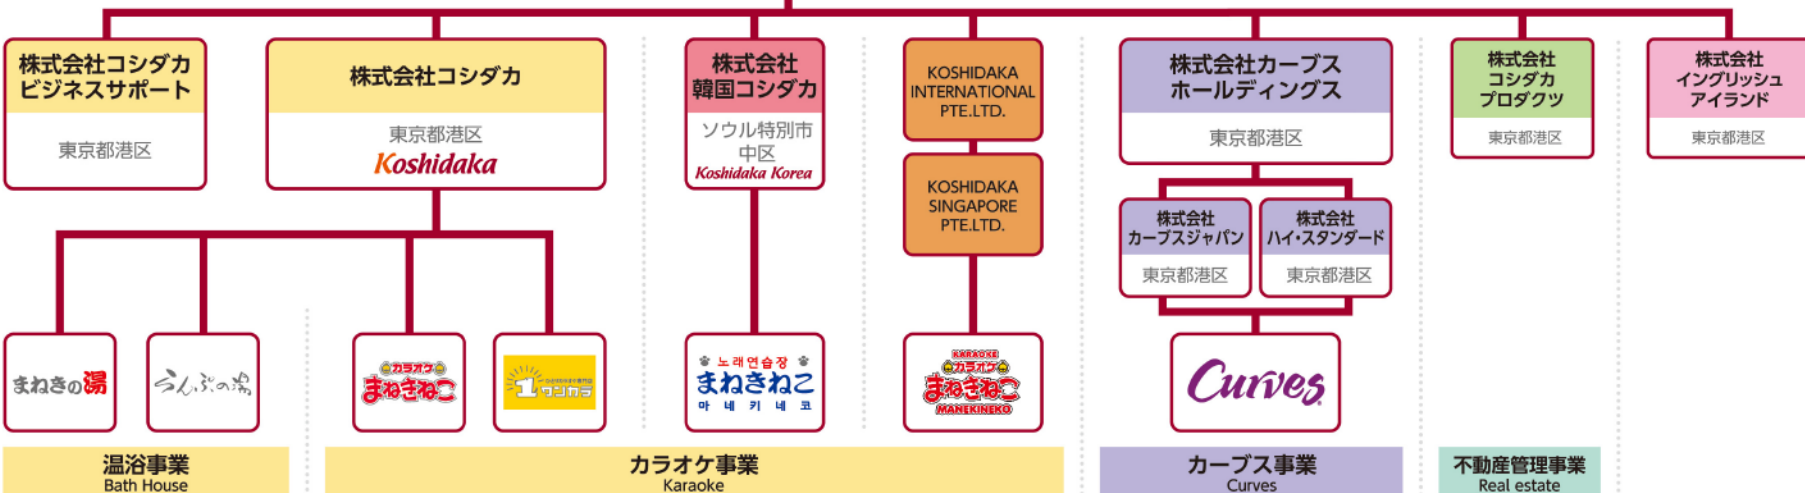 株式会社コシダカ
ビジネスサポート
東京都港区
株式会社コシダカ
東京都港区
Koshidaka
株式会社
韓国コシダカ
ソウル特別市
中区
Koshidaka Korea
KOSHIDAKA
INTERNATIONAL
PTE.LTD.
KOSHIDAKA
SINGAPORE
PTE.LTD.
株式会社カーブス
ホールディングス
東京都港区
株式会社
カーブスジャパン
東京都港区
株式会社
ハイ・スタンダード
東京都港区
株式会社
コシダカ
プロダクツ
東京都港区
株式会社
イングリッシュ
アイランド
東京都港区
まねきの湯
らんぷの湯
カラオケ
まねきねこ
1
ワンカラ
노래연습장
まねきねこ
마네키네코
KARAOKE
カラオケ
まねきねこ
MANEKINEKO
Curves
温浴事業
Bath House
カラオケ事業
Karaoke
カーブス事業
Curves
不動産管理事業
Real estate